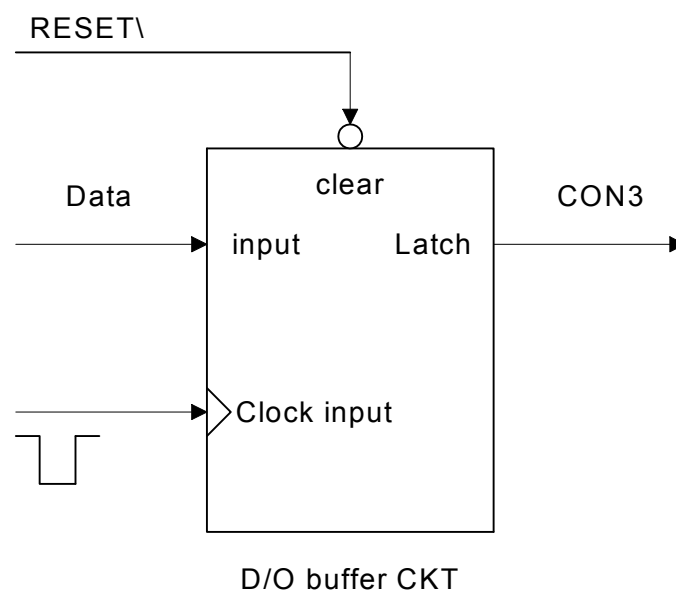 RESET\
clear
Data
CON3
input
Latch
Clock input
D/O buffer CKT